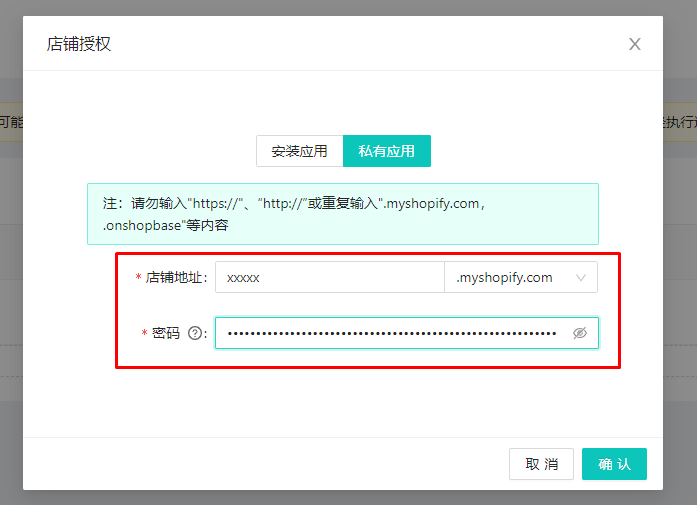 店铺授权
可能
轻执行
安装应用
私有应用
注：请勿输入"https://"、“http://”或重复输入".myshopify.com，
.onshopbase"等内容
* 店铺地址：
xxxxx
.myshopify.com
* 密码 ?：
••••••••••••••••••••••••••••••••••••••••••••••••••••••••••
取 消
确 认